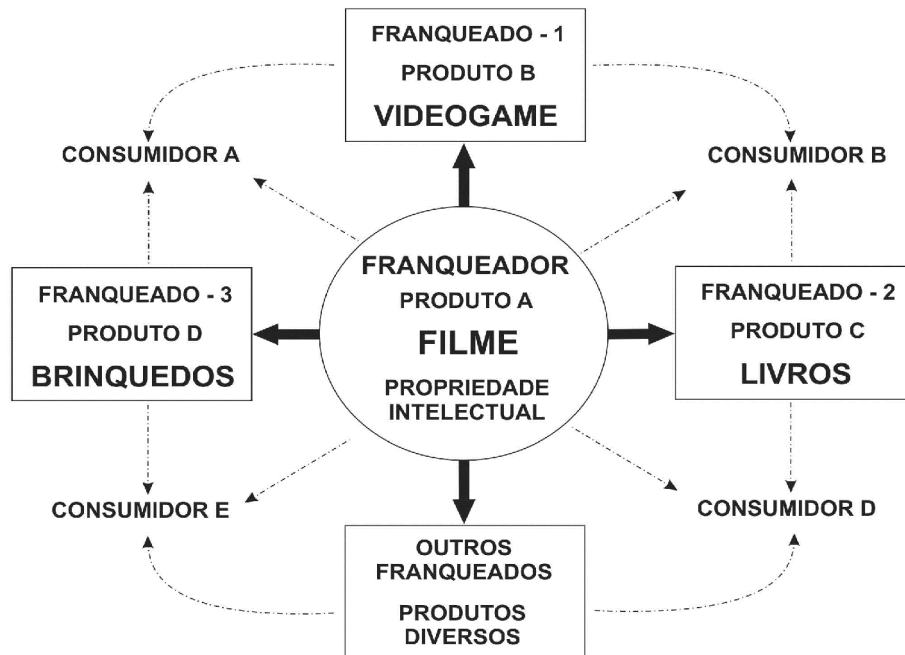 FRANQUEADO - 1
PRODUTO B
VIDEOGAME
CONSUMIDOR A
CONSUMIDOR B
FRANQUEADOR
PRODUTO A
FILME
PROPRIEDADE
INTELECTUAL
FRANQUEADO - 3
PRODUTO D
BRINQUEDOS
FRANQUEADO - 2
PRODUTO C
LIVROS
CONSUMIDOR E
CONSUMIDOR D
OUTROS
FRANQUEADOS
PRODUTOS
DIVERSOS